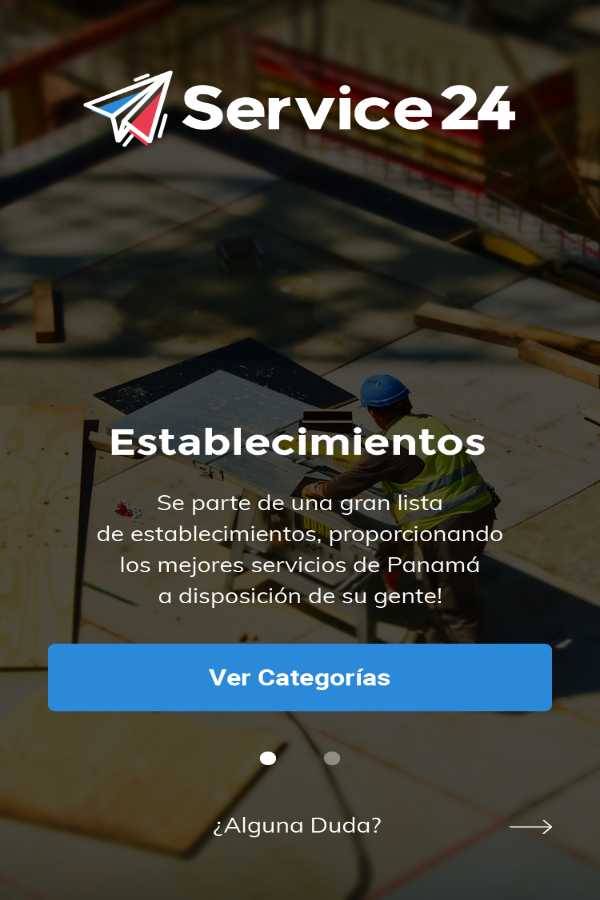 Service 24
Establecimientos
Se parte de una gran lista
de establecimientos, proporcionando
los mejores servicios de Panamá
a disposición de su gente!
Ver Categorías
¿Alguna Duda?